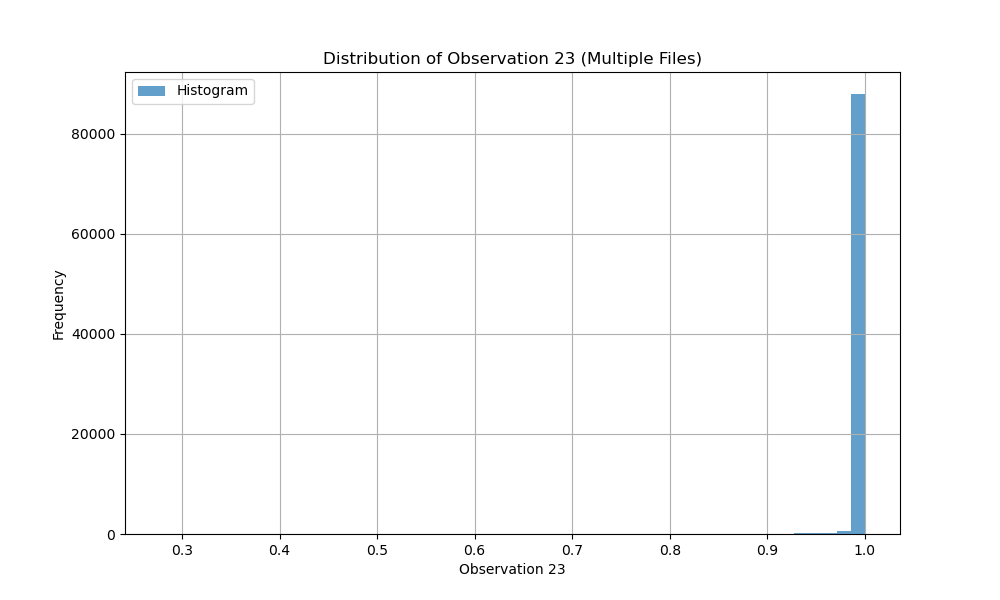 Distribution of Observation 23 (Multiple Files)
Histogram
80000
60000
40000
20000
0
Frequency
0.3 0.4 0.5 0.6 0.7 0.8 0.9 1.0
Observation 23